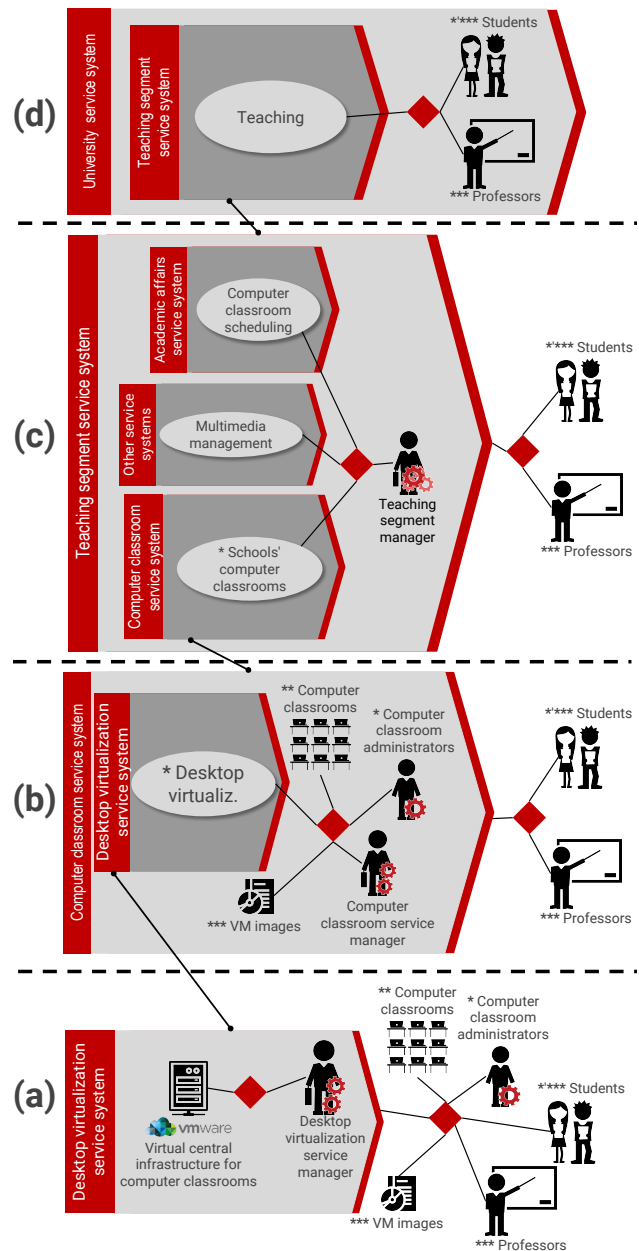 (d)
University service system
Teaching segment
service system
Teaching
*'*** Students
*** Professors
(c)
Teaching segment service system
Academic affairs
service system
Computer
classroom
scheduling
Other service
systems
Multimedia
management
Computer classroom
service system
* Schools'
computer
classrooms
Teaching
segment
manager
*'*** Students
*** Professors
(b)
Computer classroom service system
Desktop virtualization
service system
* Desktop
virtualiz.
** Computer
classrooms
* Computer
classroom
administrators
*** VM images
Computer
classroom service
manager
*'*** Students
*** Professors
(a)
Desktop virtualization
service system
vmware
Virtual central
infrastructure for
computer classrooms
Desktop
virtualization
service
manager
** Computer
classrooms
* Computer
classroom
administrators
*'*** Students
*** VM images
*** Professors